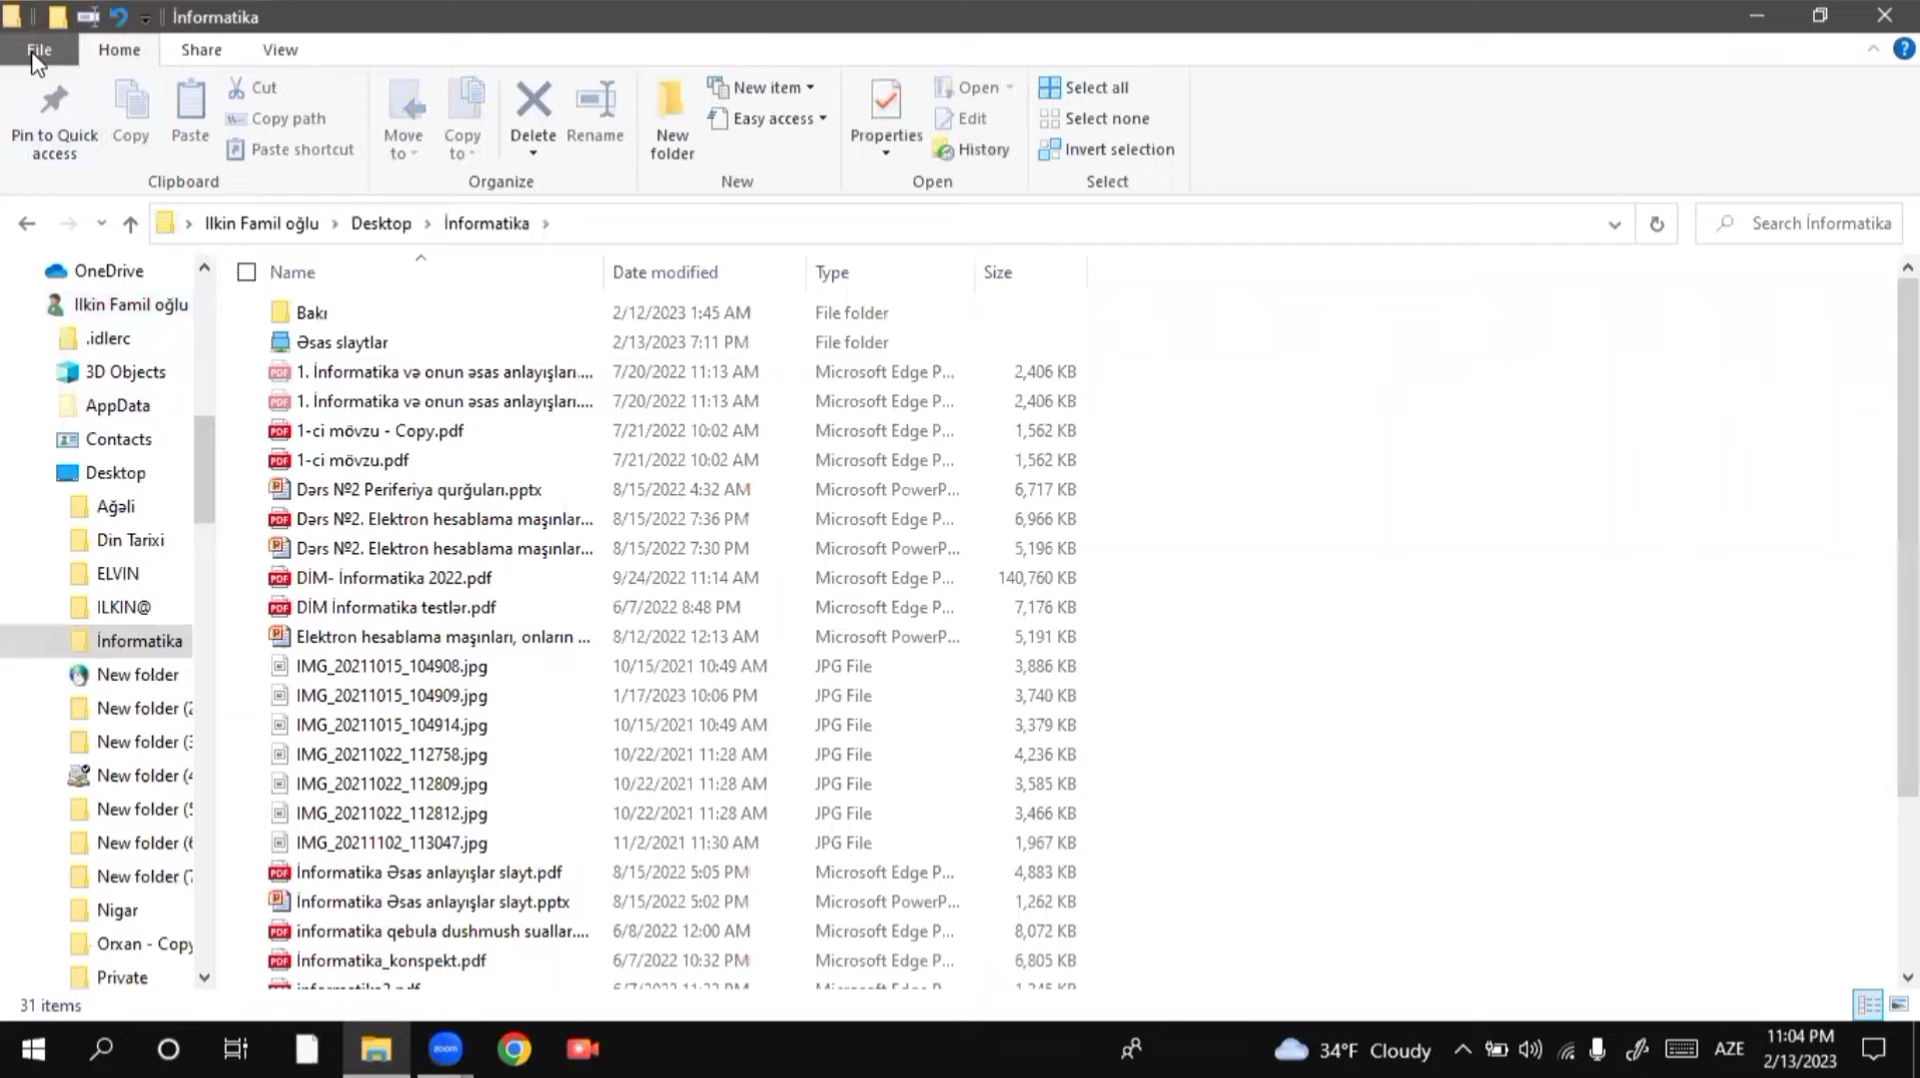 İnformatika
File Home Share View
Pin to Quick access
Copy
Paste
Cut
Copy path
Paste shortcut
Clipboard
Move to
Copy to
Delete
Rename
Organize
New folder
New item
Easy access
New
Properties
Open
Edit
History
Open
Select all
Select none
Invert selection
Select
Ilkin Famil oğlu > Desktop > İnformatika >
Search İnformatika
OneDrive
Ilkin Famil oğlu
.idlerc
3D Objects
AppData
Contacts
Desktop
Ağəli
Din Tarixi
ELVIN
ILKIN@
İnformatika
New folder
New folder (2
New folder (3
New folder (4
New folder (5
New folder (6
New folder (7
Nigar
Orxan - Copy
Private
Name Date modified Type Size
Bakı 2/12/2023 1:45 AM File folder
Əsas slaytlar 2/13/2023 7:11 PM File folder
1. İnformatika və onun əsas anlayışları.... 7/20/2022 11:13 AM Microsoft Edge P... 2,406 KB
1. İnformatika və onun əsas anlayışları.... 7/20/2022 11:13 AM Microsoft Edge P... 2,406 KB
1-ci mövzu - Copy.pdf 7/21/2022 10:02 AM Microsoft Edge P... 1,562 KB
1-ci mövzu.pdf 7/21/2022 10:02 AM Microsoft Edge P... 1,562 KB
Dərs №2 Periferiya qurğuları.pptx 8/15/2022 4:32 AM Microsoft PowerP... 6,717 KB
Dərs №2. Elektron hesablama maşınlar... 8/15/2022 7:36 PM Microsoft Edge P... 6,966 KB
Dərs №2. Elektron hesablama maşınlar... 8/15/2022 7:30 PM Microsoft PowerP... 5,196 KB
DİM- İnformatika 2022.pdf 9/24/2022 11:14 AM Microsoft Edge P... 140,760 KB
DİM İnformatika testlər.pdf 6/7/2022 8:48 PM Microsoft Edge P... 7,176 KB
Elektron hesablama maşınları, onların ... 8/12/2022 12:13 AM Microsoft PowerP... 5,191 KB
IMG_20211015_104908.jpg 10/15/2021 10:49 AM JPG File 3,886 KB
IMG_20211015_104909.jpg 1/17/2023 10:06 PM JPG File 3,740 KB
IMG_20211015_104914.jpg 10/15/2021 10:49 AM JPG File 3,379 KB
IMG_20211022_112758.jpg 10/22/2021 11:28 AM JPG File 4,236 KB
IMG_20211022_112809.jpg 10/22/2021 11:28 AM JPG File 3,585 KB
IMG_20211022_112812.jpg 10/22/2021 11:28 AM JPG File 3,466 KB
IMG_20211102_113047.jpg 11/2/2021 11:30 AM JPG File 1,967 KB
İnformatika Əsas anlayışlar slayt.pdf 8/15/2022 5:05 PM Microsoft Edge P... 4,883 KB
İnformatika Əsas anlayışlar slayt.pptx 8/15/2022 5:02 PM Microsoft PowerP... 1,262 KB
informatika qebula dushmush suallar.... 6/8/2022 12:00 AM Microsoft Edge P... 8,072 KB
İnformatika_konspekt.pdf 6/7/2022 10:32 PM Microsoft Edge P... 6,805 KB
31 items
zoom
34°F Cloudy
AZE
11:04 PM
2/13/2023